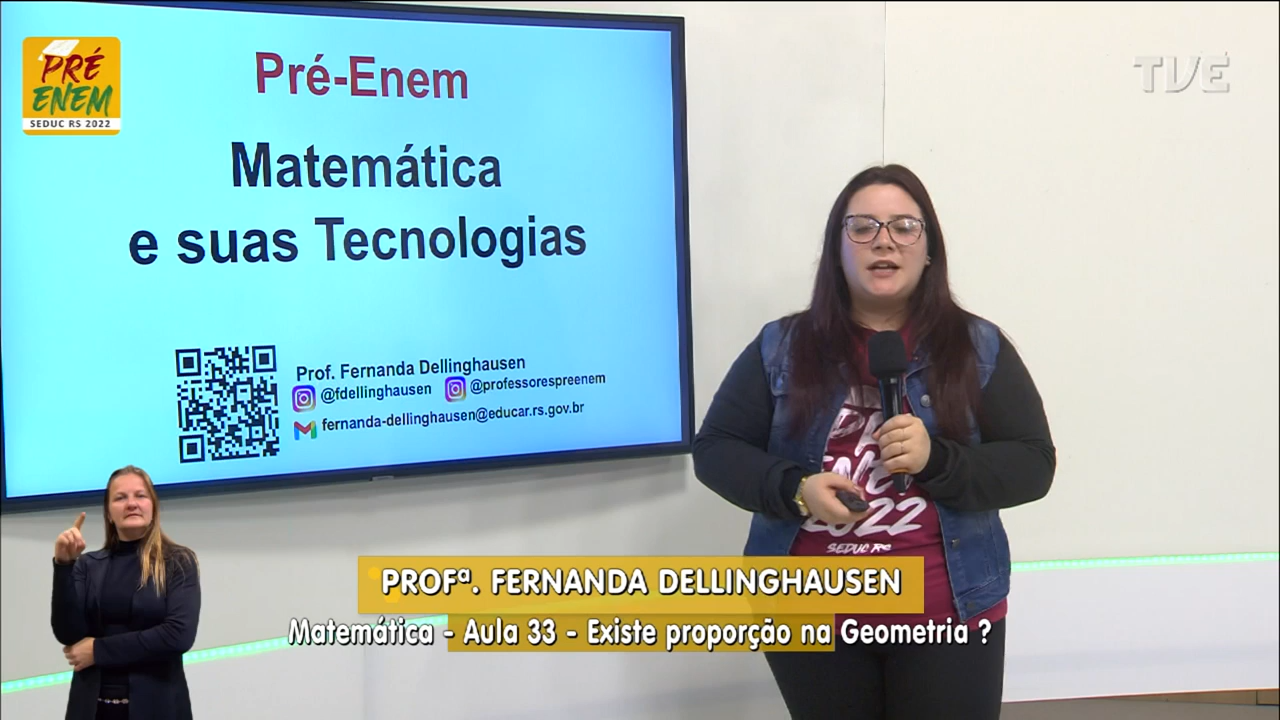 PRÉ
ENEM
SEDUC RS 2022
Pré-Enem
Matemática
e suas Tecnologias
Prof. Fernanda Dellinghausen
@fdellinghausen @professorespreenem
fernanda-dellinghausen@educar.rs.gov.br
TVE
2022
SEDUC RS
PROFª. FERNANDA DELLINGHAUSEN
Matemática - Aula 33 - Existe proporção na Geometria ?